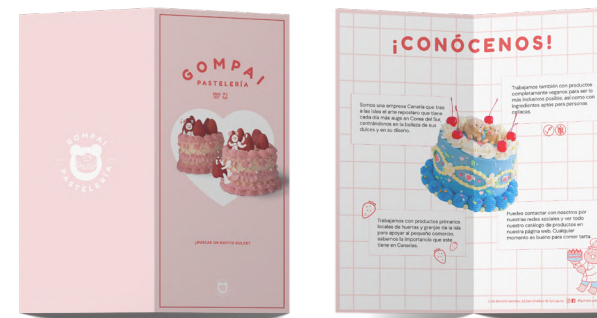 GOMPAI
PASTELERÍA
GOMPAI
PASTELERÍA
¿BUSCAS UN BUEN DULCE?
¡CONÓCENOS!
Somos una empresa Canaria que trae
a las islas el arte repostero que tiene
cada día más auge en Corea del Sur,
centrándonos en la belleza de sus
dulces y en su diseño.
Trabajamos también con productos
completamente veganos para ser lo
más inclusivos posible, así como con
ingredientes aptos para personas
celíacas.
Trabajamos con productos primarios
locales de huertas y granjas de la isla
para apoyar al pequeño comercio,
sabemos la importancia que este
tiene en Canarias.
Puedes contactar con nosotros por
nuestras redes sociales y ver todo
nuestro catálogo de productos en
nuestra página web. Cualquier
momento es bueno para comer tarta.